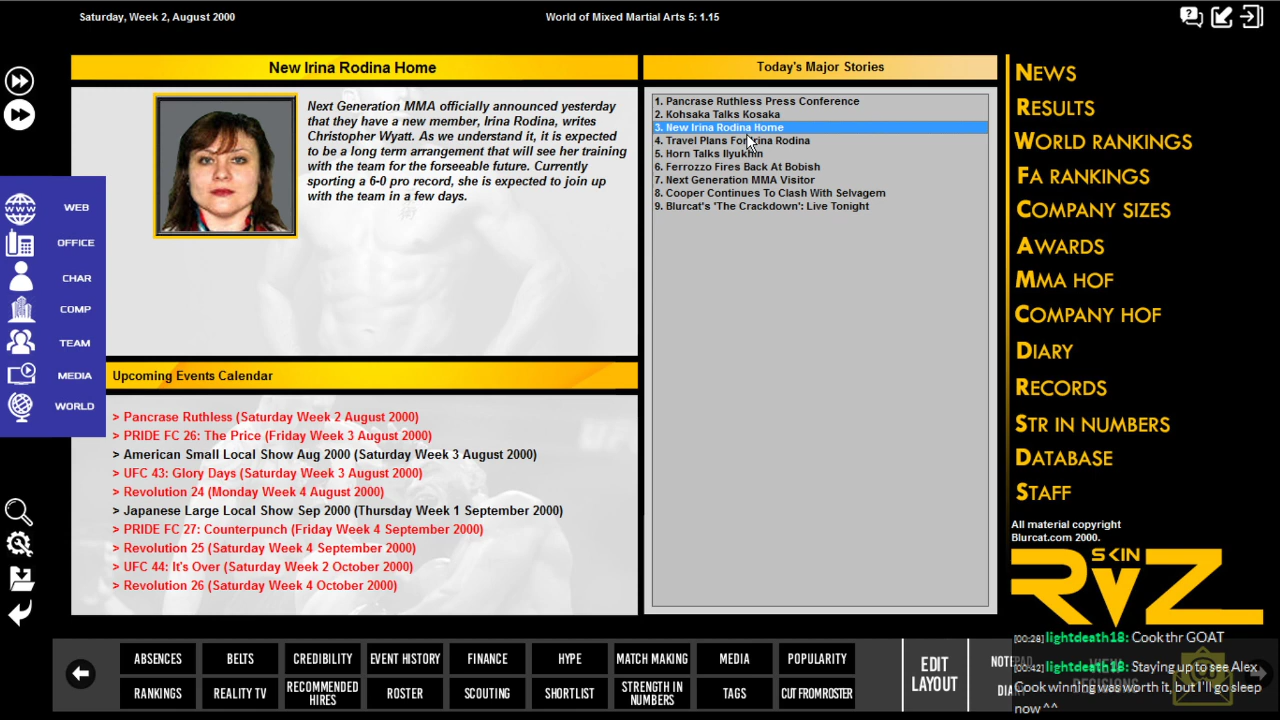 Saturday, Week 2, August 2000
World of Mixed Martial Arts 5: 1.15
New Irina Rodina Home
Next Generation MMA officially announced yesterday
that they have a new member, Irina Rodina, writes
Christopher Wyatt. As we understand it, it is expected
to be a long term arrangement that will see her training
with the team for the forseeable future. Currently
sporting a 6-0 pro record, she is expected to join up
with the team in a few days.
Today's Major Stories
1. Pancrase Ruthless Press Conference
2. Kohsaka Talks Kosaka
3. New Irina Rodina Home
4. Travel Plans For Irina Rodina
5. Horn Talks Ilyukhin
6. Ferrozzo Fires Back At Bobish
7. Next Generation MMA Visitor
8. Cooper Continues To Clash With Selvagem
9. Blurcat's 'The Crackdown': Live Tonight
NEWS
RESULTS
WORLD RANKINGS
FA RANKINGS
COMPANY SIZES
AWARDS
MMA HOF
COMPANY HOF
DIARY
RECORDS
STR IN NUMBERS
DATABASE
STAFF
All material copyright
Blurcat.com 2000.
SKIN
RAVZ
WWW
WEB
OFFICE
CHAR
COMP
TEAM
MEDIA
WORLD
Upcoming Events Calendar
> Pancrase Ruthless (Saturday Week 2 August 2000)
> PRIDE FC 26: The Price (Friday Week 3 August 2000)
> American Small Local Show Aug 2000 (Saturday Week 3 August 2000)
> UFC 43: Glory Days (Saturday Week 3 August 2000)
> Revolution 24 (Monday Week 4 August 2000)
> Japanese Large Local Show Sep 2000 (Thursday Week 1 September 2000)
> PRIDE FC 27: Counterpunch (Friday Week 4 September 2000)
> Revolution 25 (Saturday Week 4 September 2000)
> UFC 44: It's Over (Saturday Week 2 October 2000)
> Revolution 26 (Saturday Week 4 October 2000)
ABSENCES
BELTS
CREDIBILITY
EVENT HISTORY
FINANCE
HYPE
MATCH MAKING
MEDIA
POPULARITY
RANKINGS
REALITY TV
RECOMMENDED
HIRES
ROSTER
SCOUTING
SHORTLIST
STRENGTH IN
NUMBERS
TAGS
CUT FROM ROSTER
EDIT
LAYOUT
[00:28] lightdeath18: Cook thr GOAT
[00:42] lightdeath18: Staying up to see Alex
Cook winning was worth it, but I'll go sleep
now ^^